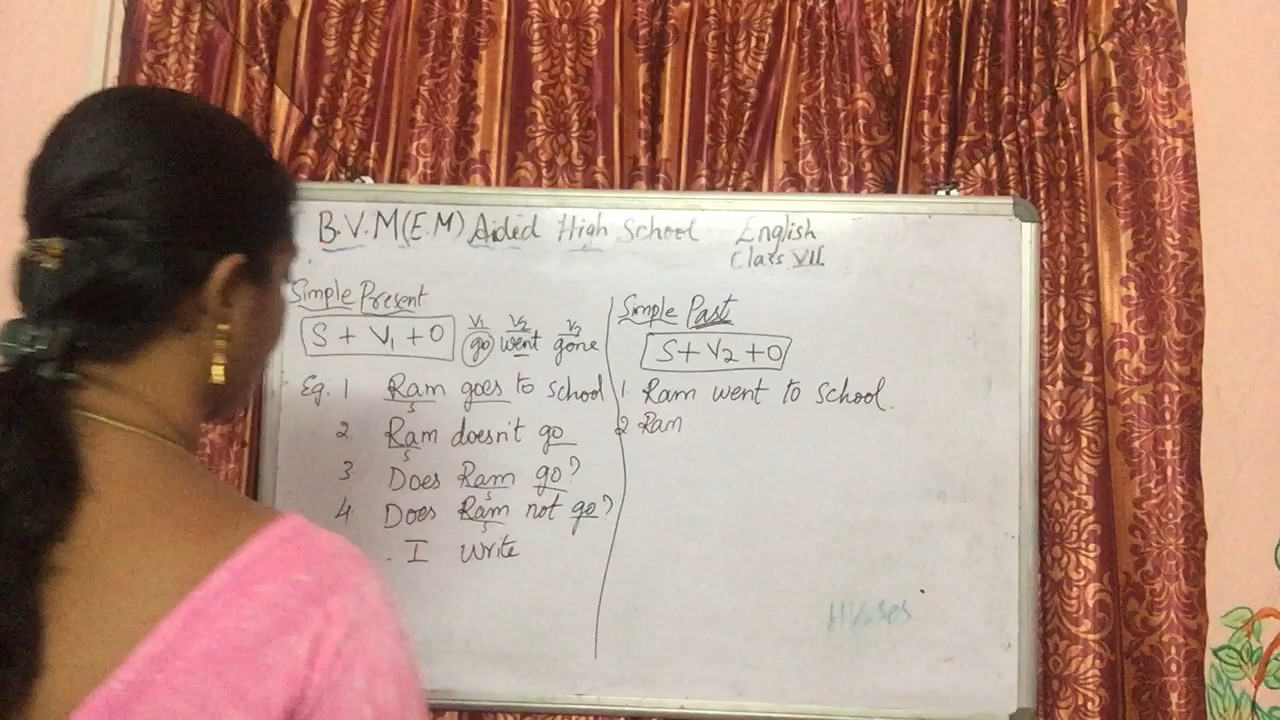 B.V.M(E.M) Aided High School English
Class VII
Simple Present
S + V1 + O
V1 V2 V3
go went gone
Eg. 1 Ram goes to school
S
2 Ram doesn't go
S
3 Does Ram go?
S
4 Does Ram not go?
S
. I write
Simple Past
S + V2 + O
1. Ram went to school.
2 Ram